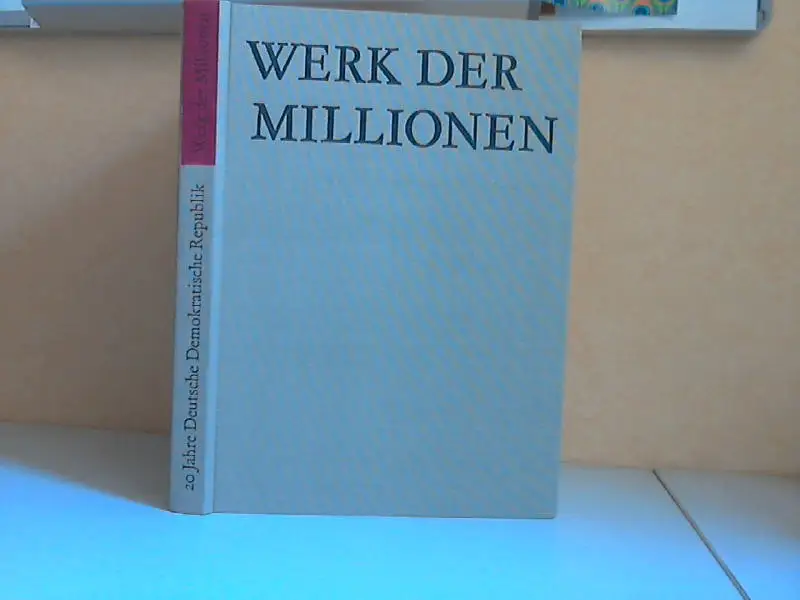 WERK DER
MILLIONEN
20 Jahre Deutsche Demokratische Republik
Werk der Millionen